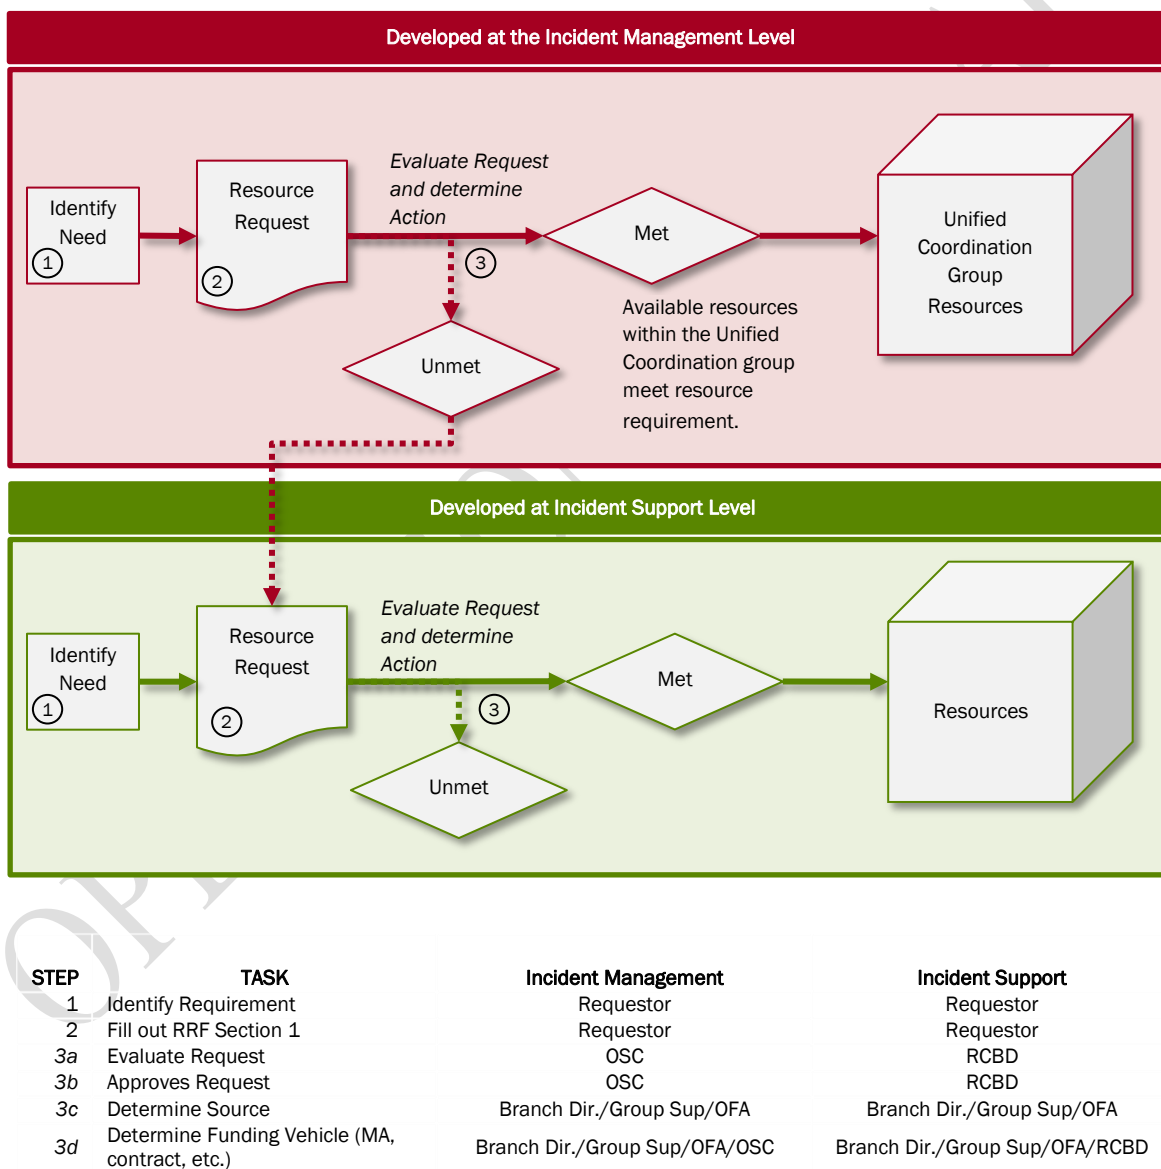 Developed at the Incident Management Level
Identify
Need
1
Resource
Request
2
Evaluate Request
and determine
Action
3
Met
Unmet
Available resources
within the Unified
Coordination group
meet resource
requirement.
Unified
Coordination
Group
Resources
Developed at Incident Support Level
Identify
Need
1
Resource
Request
2
Evaluate Request
and determine
Action
3
Met
Unmet
Resources
STEP TASK Incident Management Incident Support
1 Identify Requirement Requestor Requestor
2 Fill out RRF Section 1 Requestor Requestor
3a Evaluate Request OSC RCBD
3b Approves Request OSC RCBD
3c Determine Source Branch Dir./Group Sup/OFA Branch Dir./Group Sup/OFA
3d Determine Funding Vehicle (MA, contract, etc.) Branch Dir./Group Sup/OFA/OSC Branch Dir./Group Sup/OFA/RCBD